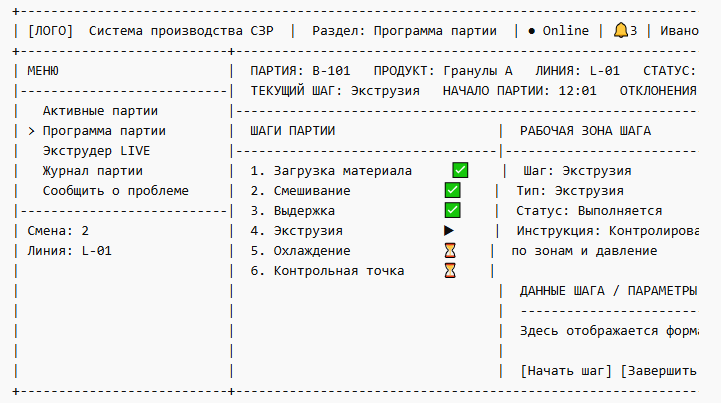 [ЛОГО] Система производства СЗР | Раздел: Программа партии | ● Online | 🔔3 | Ивано
МЕНЮ | ПАРТИЯ: B-101 ПРОДУКТ: Гранулы A ЛИНИЯ: L-01 СТАТУС:
ТЕКУЩИЙ ШАГ: Экструзия НАЧАЛО ПАРТИИ: 12:01 ОТКЛОНЕНИЯ
Активные партии
> Программа партии | ШАГИ ПАРТИИ | РАБОЧАЯ ЗОНА ШАГА
Экструдер LIVE
Журнал партии | 1. Загрузка материала ✅ | Шаг: Экструзия
Сообщить о проблеме | 2. Смешивание ✅ | Тип: Экструзия
3. Выдержка ✅ | Статус: Выполняется
Смена: 2 | 4. Экструзия ▶ | Инструкция: Контролирова
Линия: L-01 | 5. Охлаждение ⏳ | по зонам и давление
6. Контрольная точка ⏳ |
ДАННЫЕ ШАГА / ПАРАМЕТРЫ
Здесь отображается форма
[Начать шаг] [Завершить